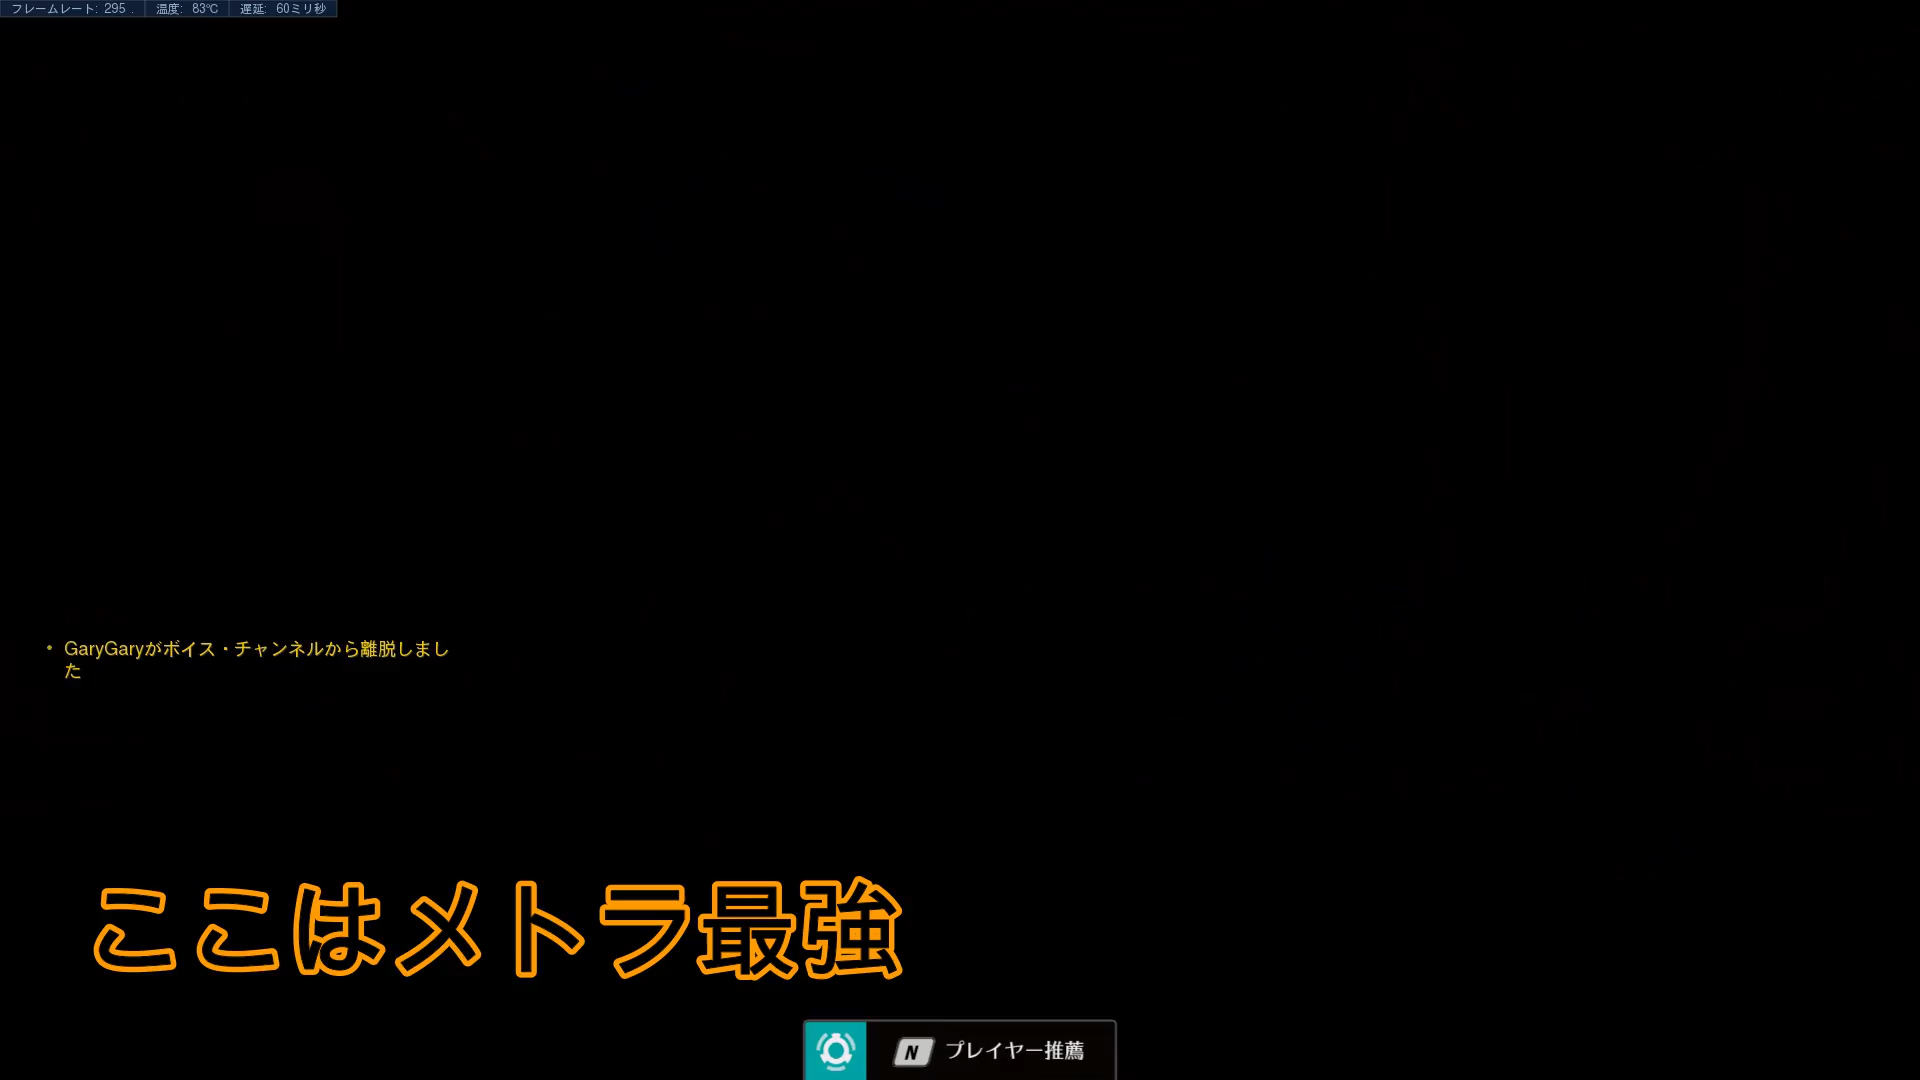 フレームレート: 295 . 温度: 83℃ 遅延: 60ミリ秒
• GaryGaryがボイス・チャンネルから離脱しまし
た
ここはメトラ最強
N プレイヤー推薦